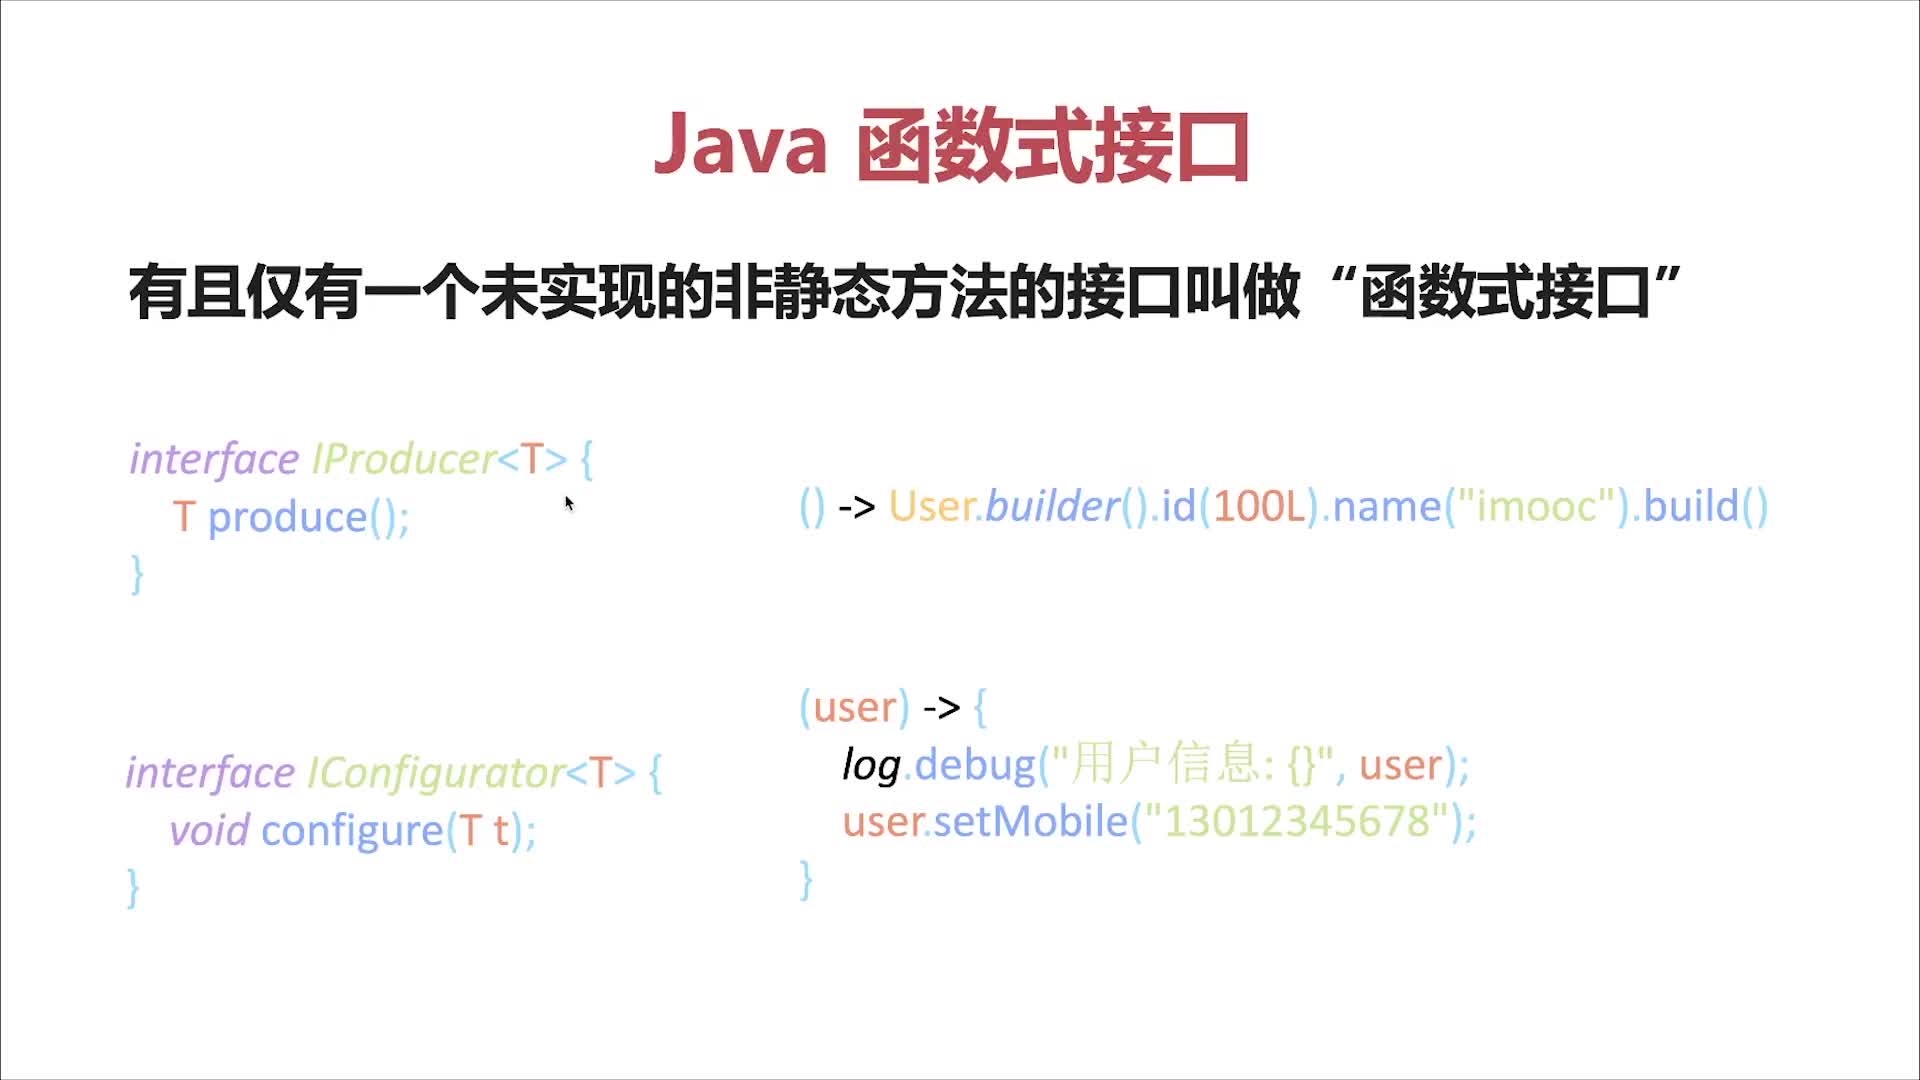 Java 函数式接口
有且仅有一个未实现的非静态方法的接口叫做“函数式接口”
interface IProducer<T> {
T produce();
}
() -> User.builder().id(100L).name("imooc").build()
interface IConfigurator<T> {
void configure(T t);
}
(user) -> {
log.debug("用户信息: {}", user);
user.setMobile("13012345678");
}